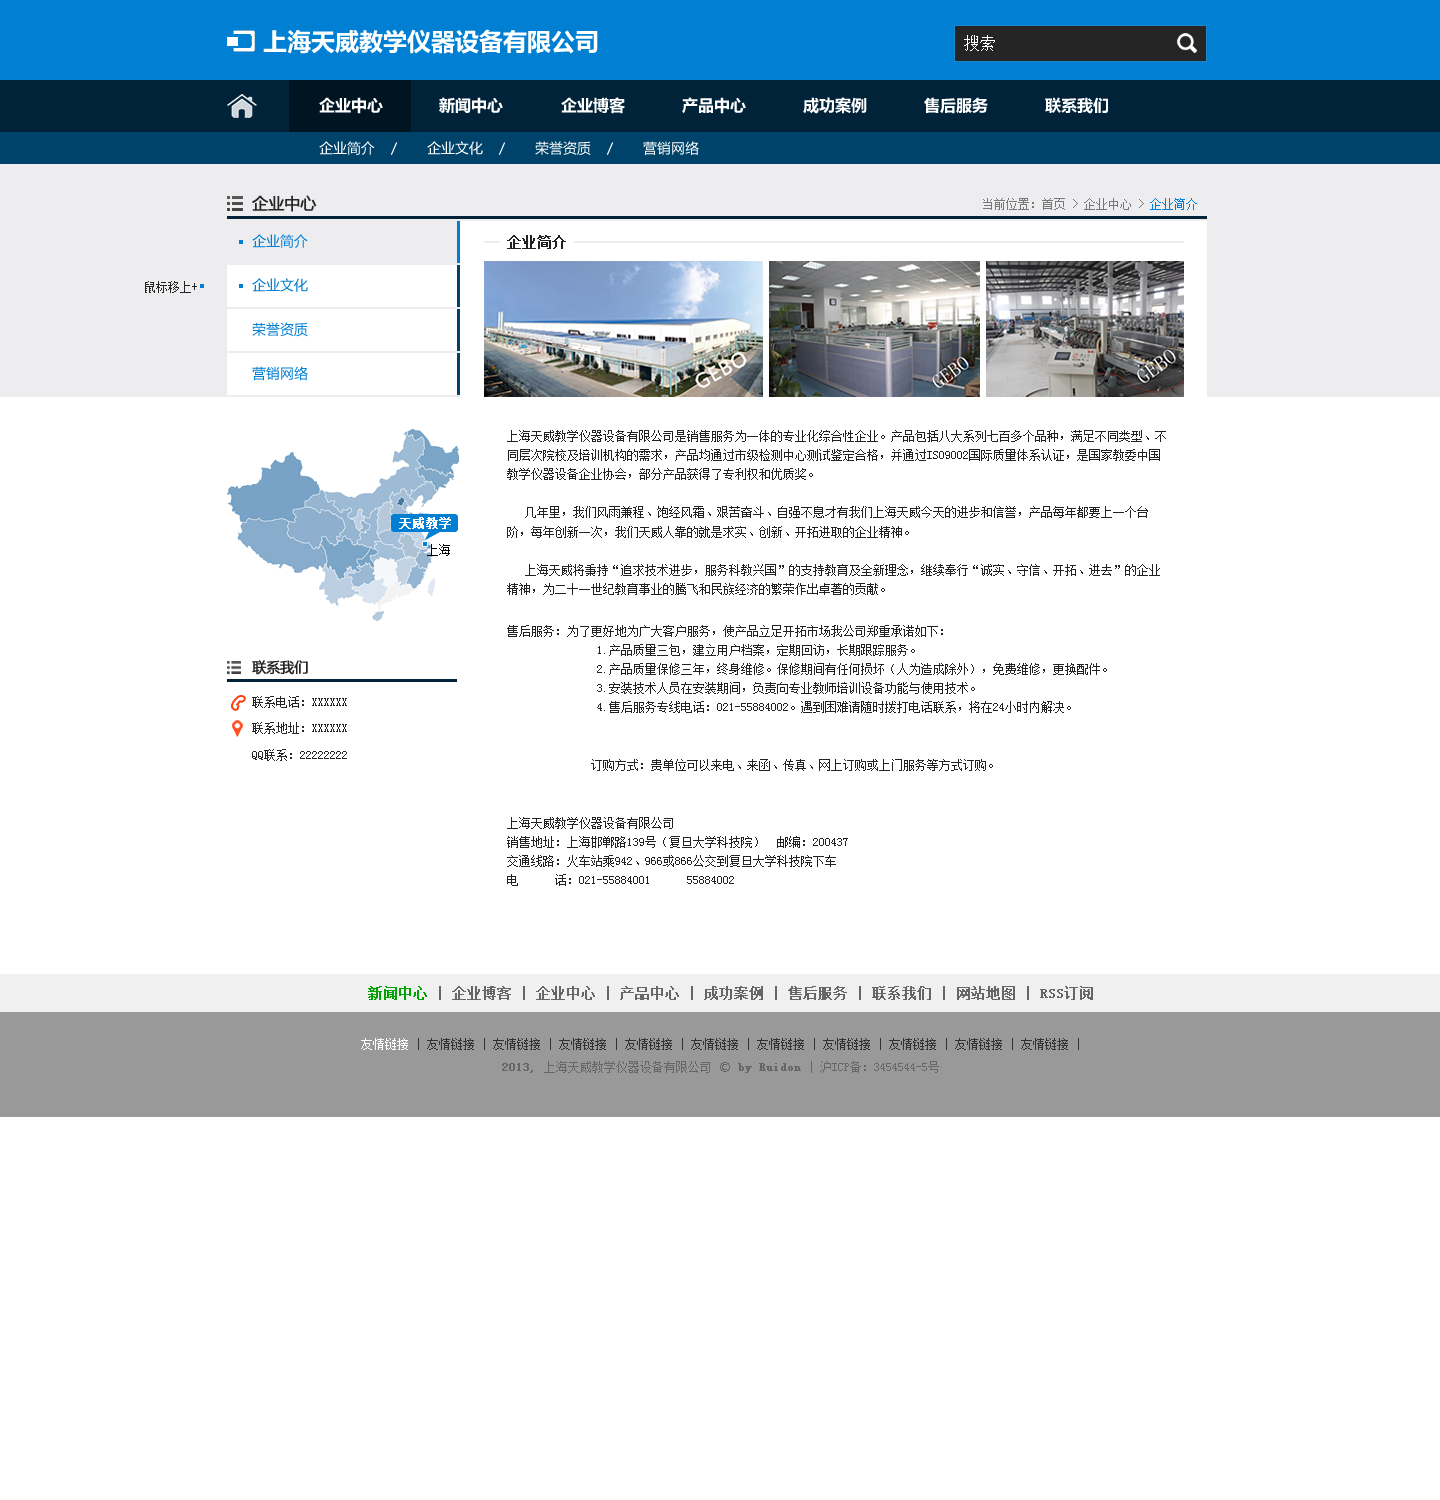 上海天威教学仪器设备有限公司
搜索
企业中心 新闻中心 企业博客 产品中心 成功案例 售后服务 联系我们
企业简介 / 企业文化 / 荣誉资质 / 营销网络
企业中心
当前位置：首页 > 企业中心 > 企业简介
企业简介
企业简介
鼠标移上+
企业文化
荣誉资质
营销网络
GEBO
GEBO
GEBO
上海天威教学仪器设备有限公司是销售服务为一体的专业化综合性企业。产品包括八大系列七百多个品种，满足不同类型、不
同层次院校及培训机构的需求，产品均通过市级检测中心测试鉴定合格，并通过ISO9002国际质量体系认证，是国家教委中国
教学仪器设备企业协会，部分产品获得了专利权和优质奖。
几年里，我们风雨兼程、饱经风霜、艰苦奋斗、自强不息才有我们上海天威今天的进步和信誉，产品每年都要上一个台
阶，每年创新一次，我们天威人靠的就是求实、创新、开拓进取的企业精神。
上海天威将秉持“追求技术进步，服务科教兴国”的支持教育及全新理念，继续奉行“诚实、守信、开拓、进去”的企业
精神，为二十一世纪教育事业的腾飞和民族经济的繁荣作出卓著的贡献。
天威教学
上海
售后服务：为了更好地为广大客户服务，使产品立足开拓市场我公司郑重承诺如下：
1.产品质量三包，建立用户档案，定期回访，长期跟踪服务。
2.产品质量保修三年，终身维修。保修期间有任何损坏（人为造成除外），免费维修，更换配件。
3.安装技术人员在安装期间，负责向专业教师培训设备功能与使用技术。
4.售后服务专线电话：021-55884002。遇到困难请随时拨打电话联系，将在24小时内解决。
订购方式：贵单位可以来电、来函、传真、网上订购或上门服务等方式订购。
联系我们
联系电话：XXXXXX
联系地址：XXXXXX
QQ联系：22222222
上海天威教学仪器设备有限公司
销售地址：上海邯郸路139号（复旦大学科技院） 邮编：200437
交通线路：火车站乘942、966或866公交到复旦大学科技院下车
电 话：021-55884001 55884002
新闻中心 | 企业博客 | 企业中心 | 产品中心 | 成功案例 | 售后服务 | 联系我们 | 网站地图 | RSS订阅
友情链接 | 友情链接 | 友情链接 | 友情链接 | 友情链接 | 友情链接 | 友情链接 | 友情链接 | 友情链接 | 友情链接 | 友情链接 |
2013, 上海天威教学仪器设备有限公司 © by Ruidon | 沪ICP备：3454544-5号